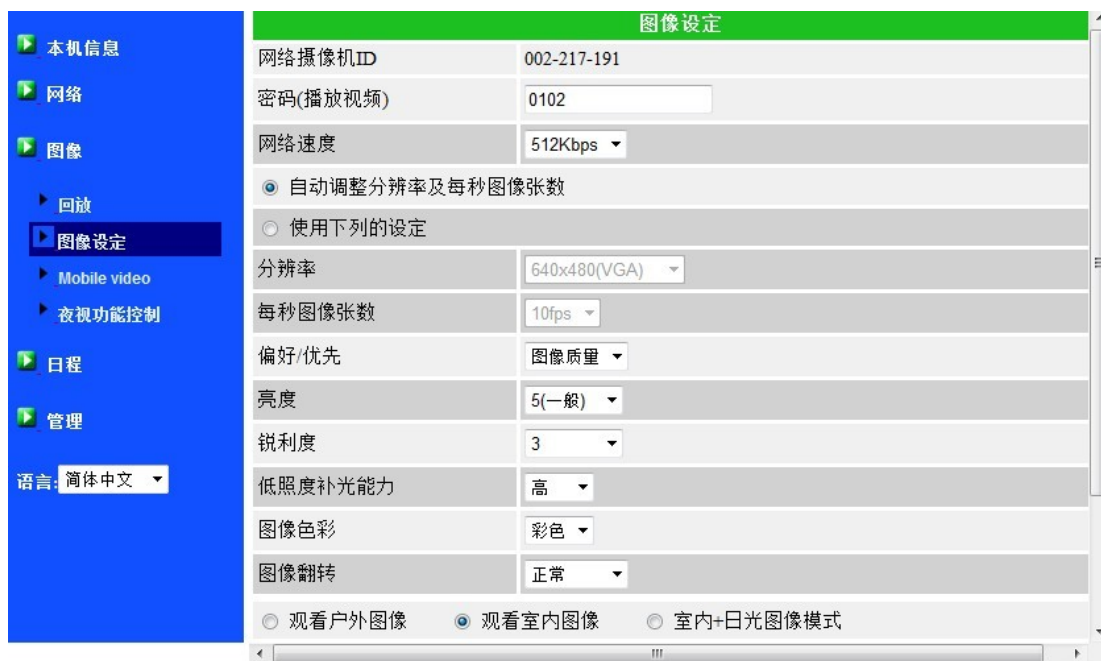 本机信息
网络
图像
回放
图像设定
Mobile video
夜视功能控制
日程
管理
语言: 简体中文
图像设定
网络摄像机ID 002-217-191
密码(播放视频) 0102
网络速度 512Kbps
自动调整分辨率及每秒图像张数
使用下列的设定
分辨率 640x480(VGA)
每秒图像张数 10fps
偏好/优先 图像质量
亮度 5(一般)
锐利度 3
低照度补光能力 高
图像色彩 彩色
图像翻转 正常
观看户外图像 观看室内图像 室内+日光图像模式